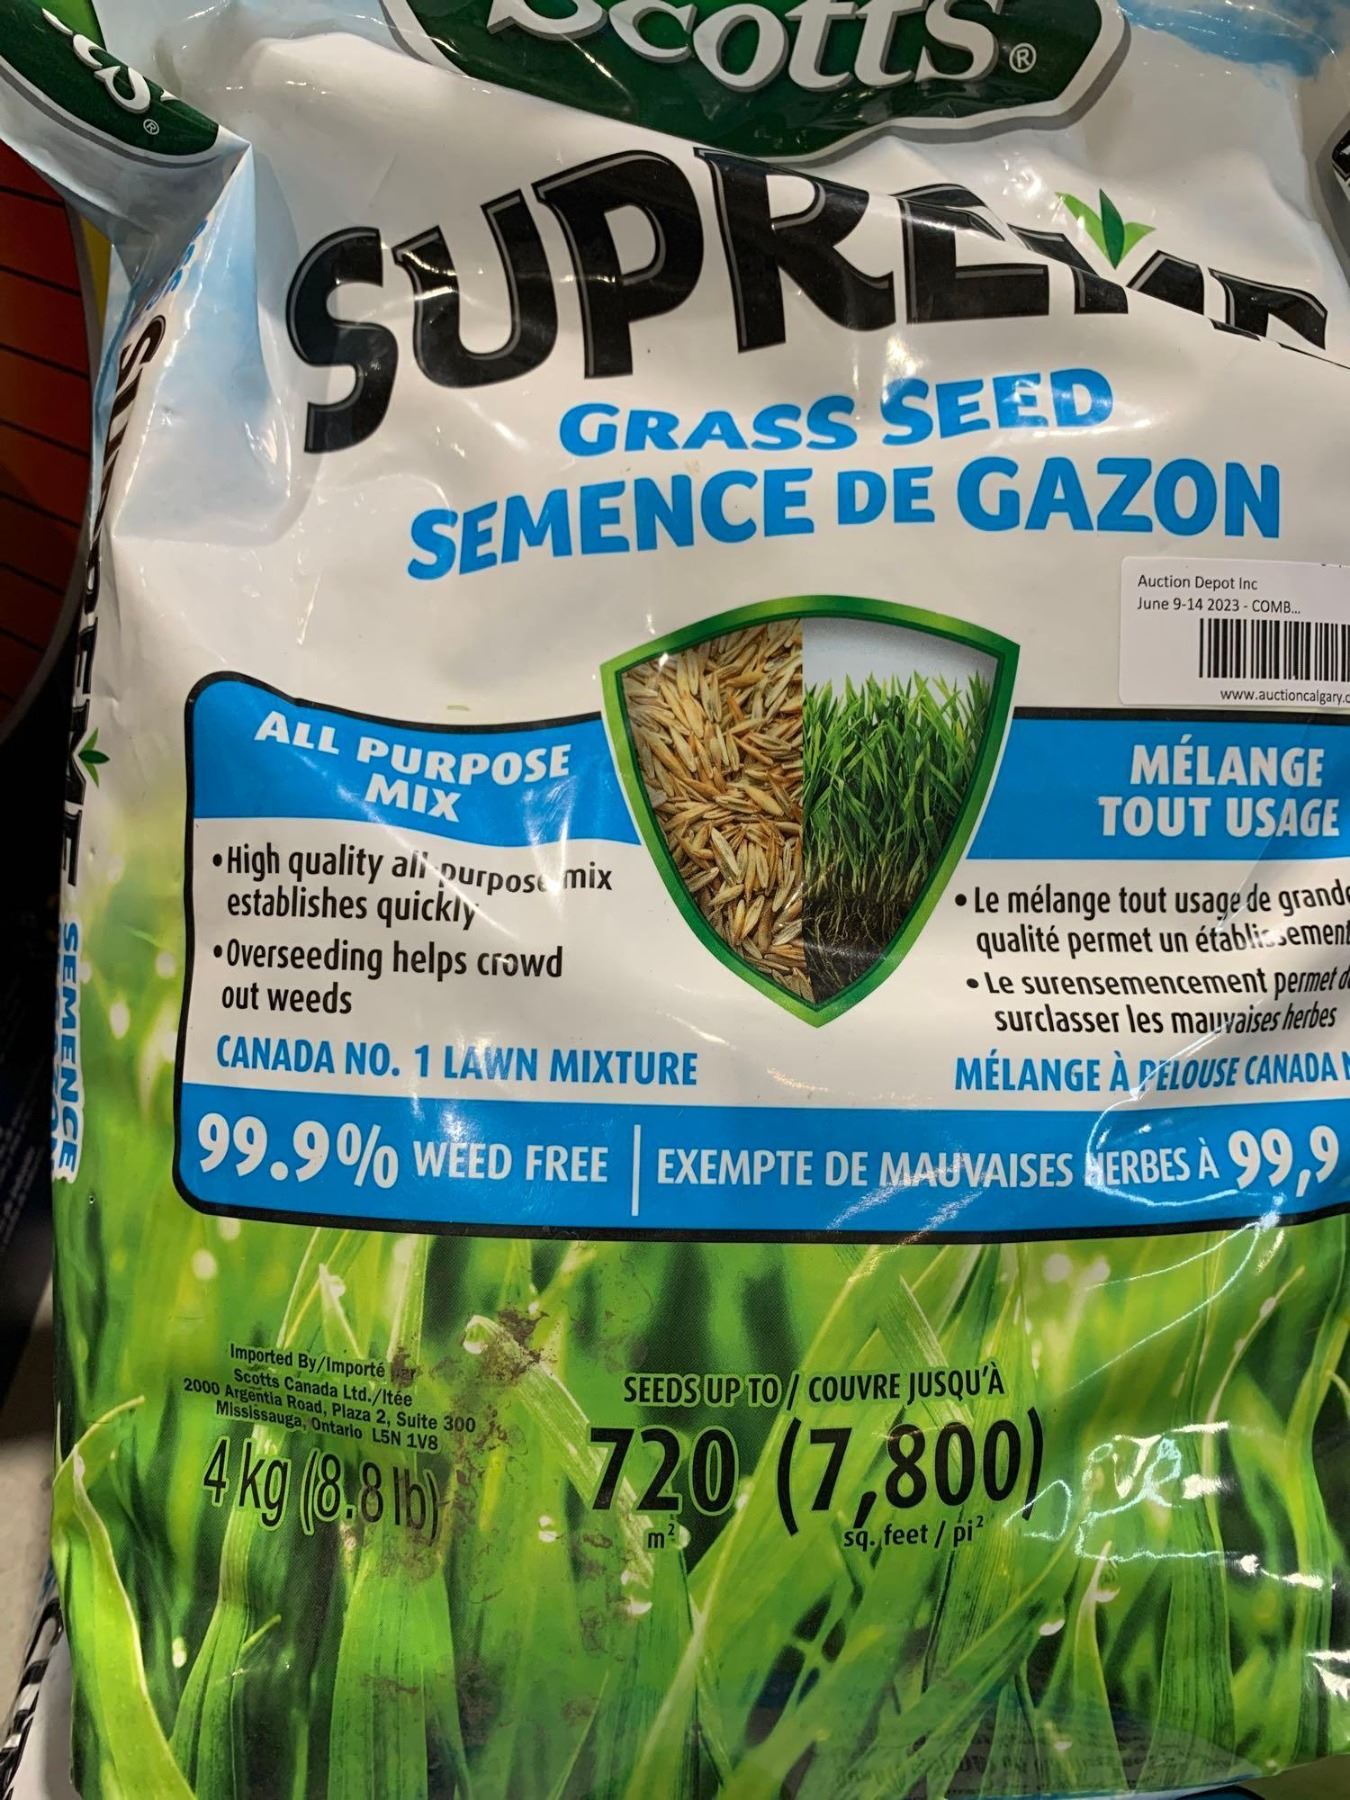 Scotts®
SUPREME
GRASS SEED
SEMENCE DE GAZON
Auction Depot Inc
June 9-14 2023 - COMB...
www.auctioncalgary.c
ALL PURPOSE
MIX
• High quality all-purpose mix
establishes quickly
• Overseeding helps crowd
out weeds
CANADA NO. 1 LAWN MIXTURE
MÉLANGE
TOUT USAGE
• Le mélange tout usage de grande
qualité permet un établissement
• Le surensemencement permet d
surclasser les mauvaises herbes
MÉLANGE À PELOUSE CANADA N
99.9% WEED FREE | EXEMPTE DE MAUVAISES HERBES À 99,9
Imported By/Importé par
Scotts Canada Ltd./ltée
2000 Argentia Road, Plaza 2, Suite 300
Mississauga, Ontario L5N 1V8
4 kg (8.8 lb)
SEEDS UP TO / COUVRE JUSQU'À
720 (7,800)
m² sq. feet / pi²
SUPREME SEMENCE